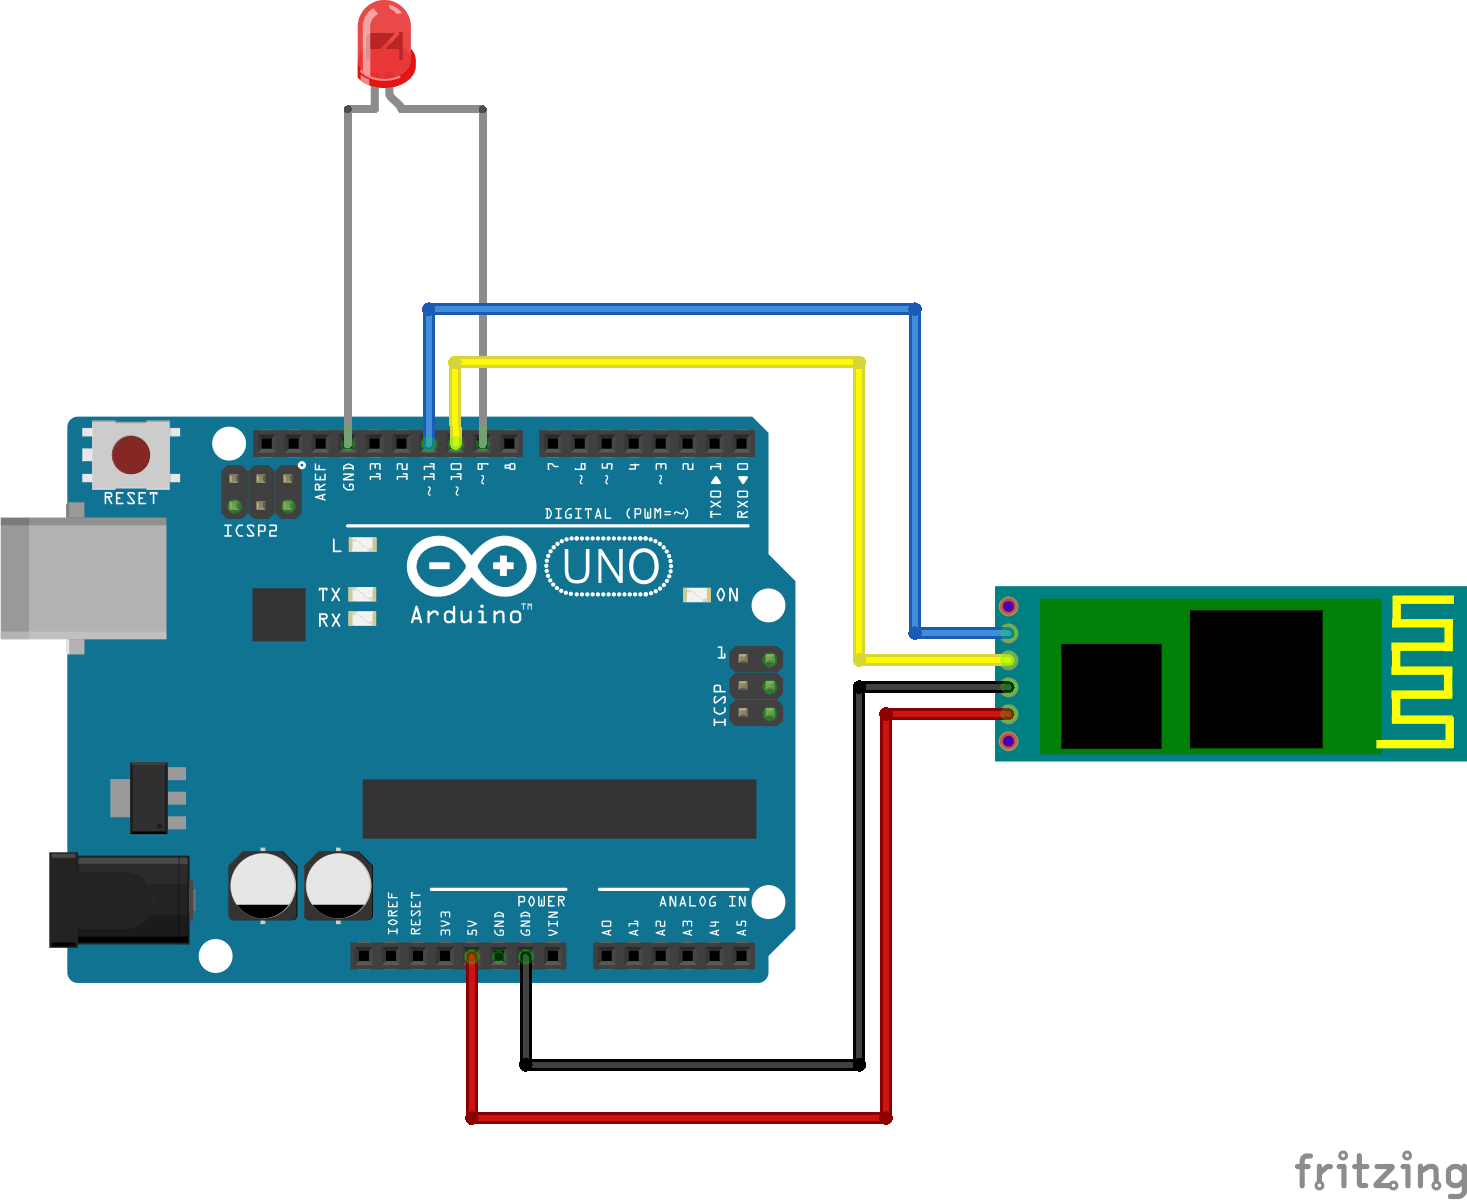 RESET
ICSP2
AREF
GND
13
12
~11
~10
~9
8
7
~6
~5
4
~3
2
TX0▶1
RX0◀0
DIGITAL (PWM=~)
L
TX
RX
UNO
ON
Arduino™
1
ICSP
IOREF
RESET
3V3
5V
GND
GND
VIN
POWER
ANALOG IN
A0
A1
A2
A3
A4
A5
fritzing